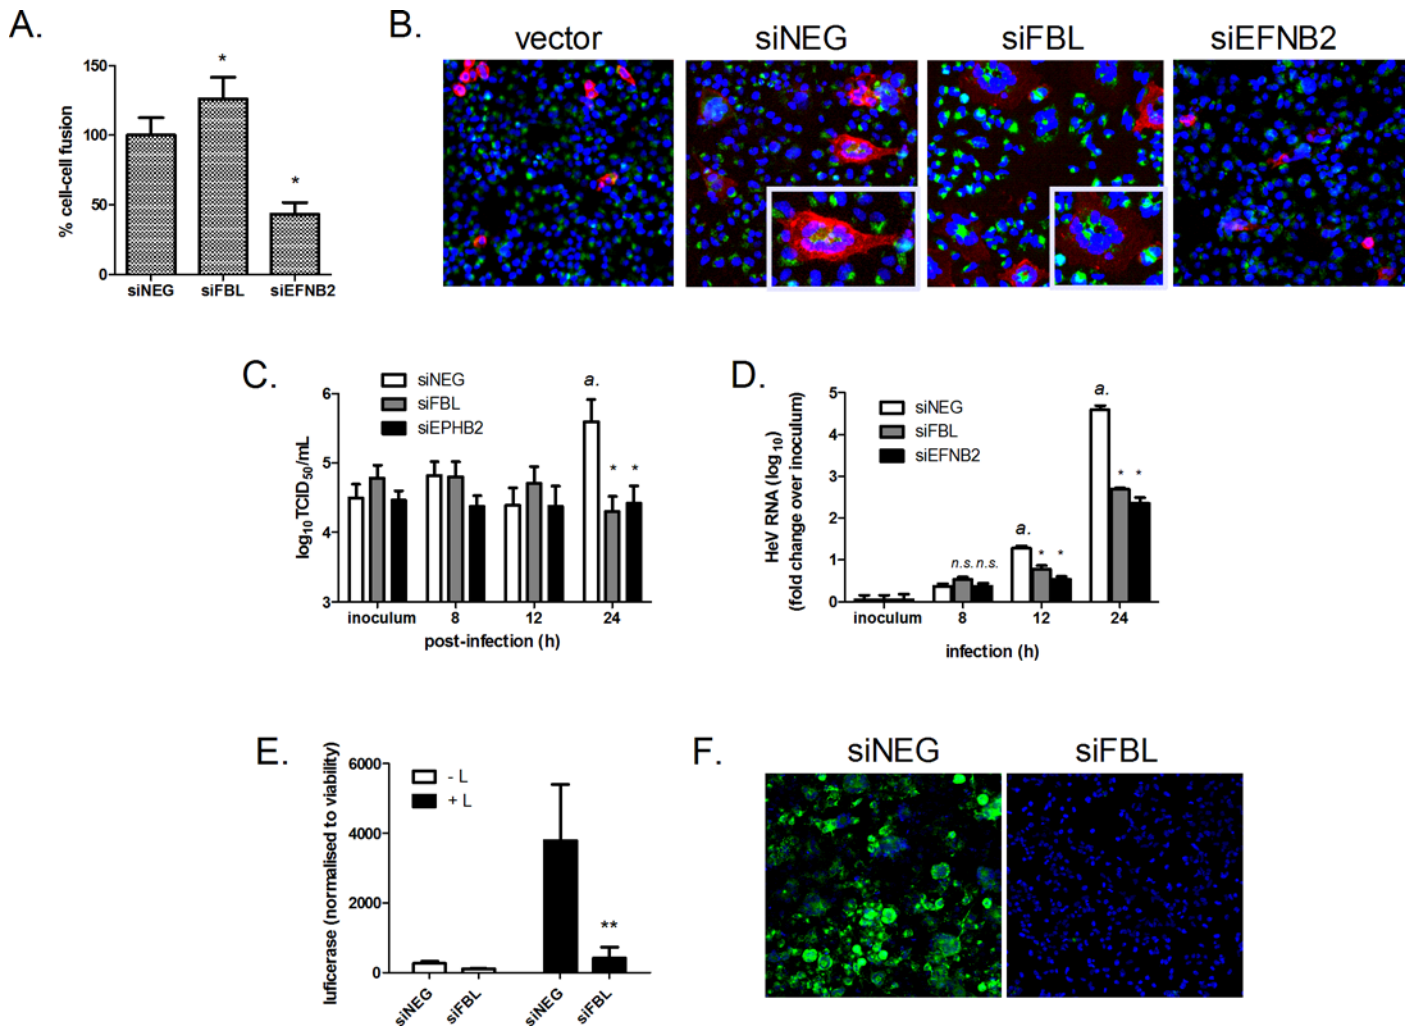 A.
% cell-cell fusion
150
100
50
0
siNEG siFBL siEFNB2
*
*
B.
vector siNEG siFBL siEFNB2
C.
siNEG
siFBL
siEPHB2
log10 TCID50/mL
6
5
4
3
a.
* *
inoculum 8 12 24
post-infection (h)
D.
siNEG
siFBL
siEFNB2
HeV RNA (log10)
(fold change over inoculum)
5
4
3
2
1
0
n.s. n.s.
a.
* *
a.
* *
inoculum 8 12 24
infection (h)
E.
- L
+ L
luficerase (normalised to viability)
6000
4000
2000
0
**
siNEG siFBL siNEG siFBL
F.
siNEG siFBL